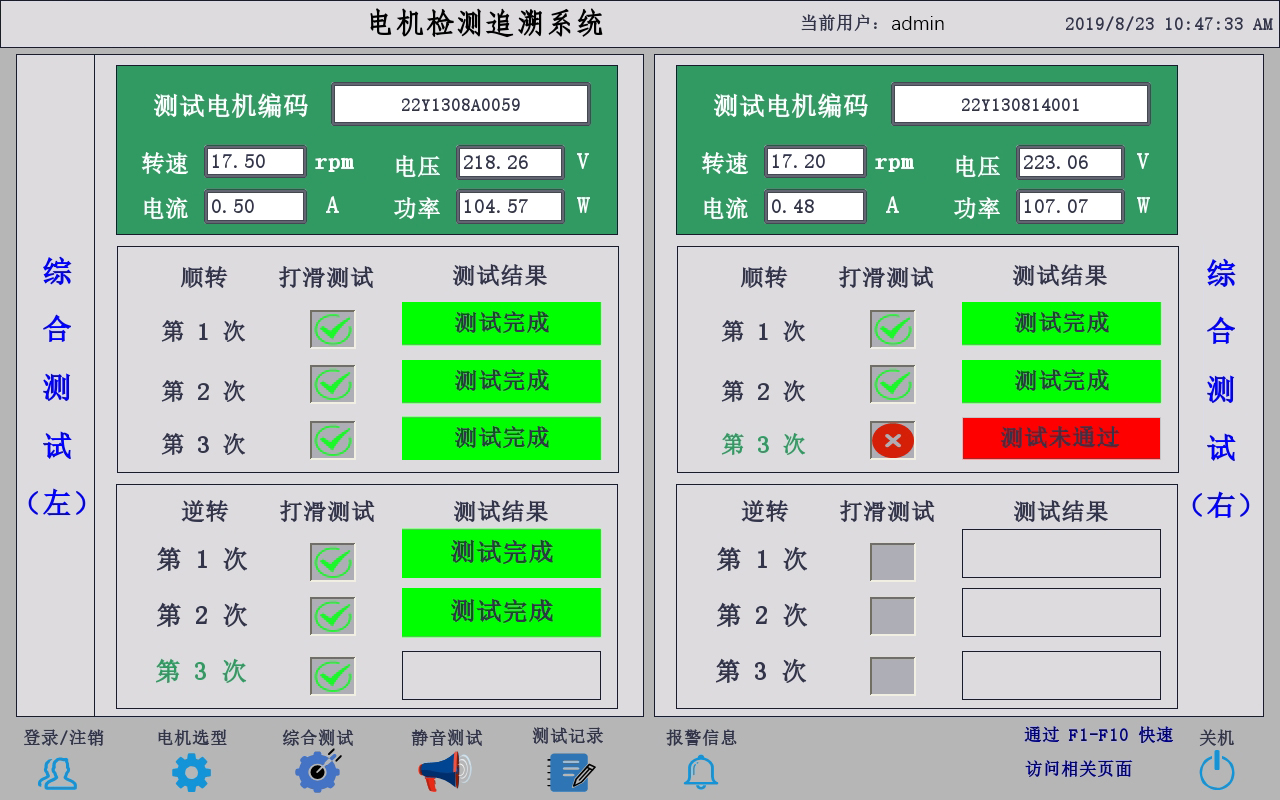 电机检测追溯系统 当前用户： admin 2019/8/23 10:47:33 AM
综合测试（左）
测试电机编码 22Y1308A0059
转速 17.50 rpm 电压 218.26 V
电流 0.50 A 功率 104.57 W
顺转 打滑测试 测试结果
第 1 次 测试完成
第 2 次 测试完成
第 3 次 测试完成
逆转 打滑测试 测试结果
第 1 次 测试完成
第 2 次 测试完成
第 3 次
测试电机编码 22Y130814001
转速 17.20 rpm 电压 223.06 V
电流 0.48 A 功率 107.07 W
顺转 打滑测试 测试结果
第 1 次 测试完成
第 2 次 测试完成
第 3 次 测试未通过
逆转 打滑测试 测试结果
第 1 次
第 2 次
第 3 次
综合测试（右）
登录/注销 电机选型 综合测试 静音测试 测试记录 报警信息 通过 F1-F10 快速 关机
访问相关页面